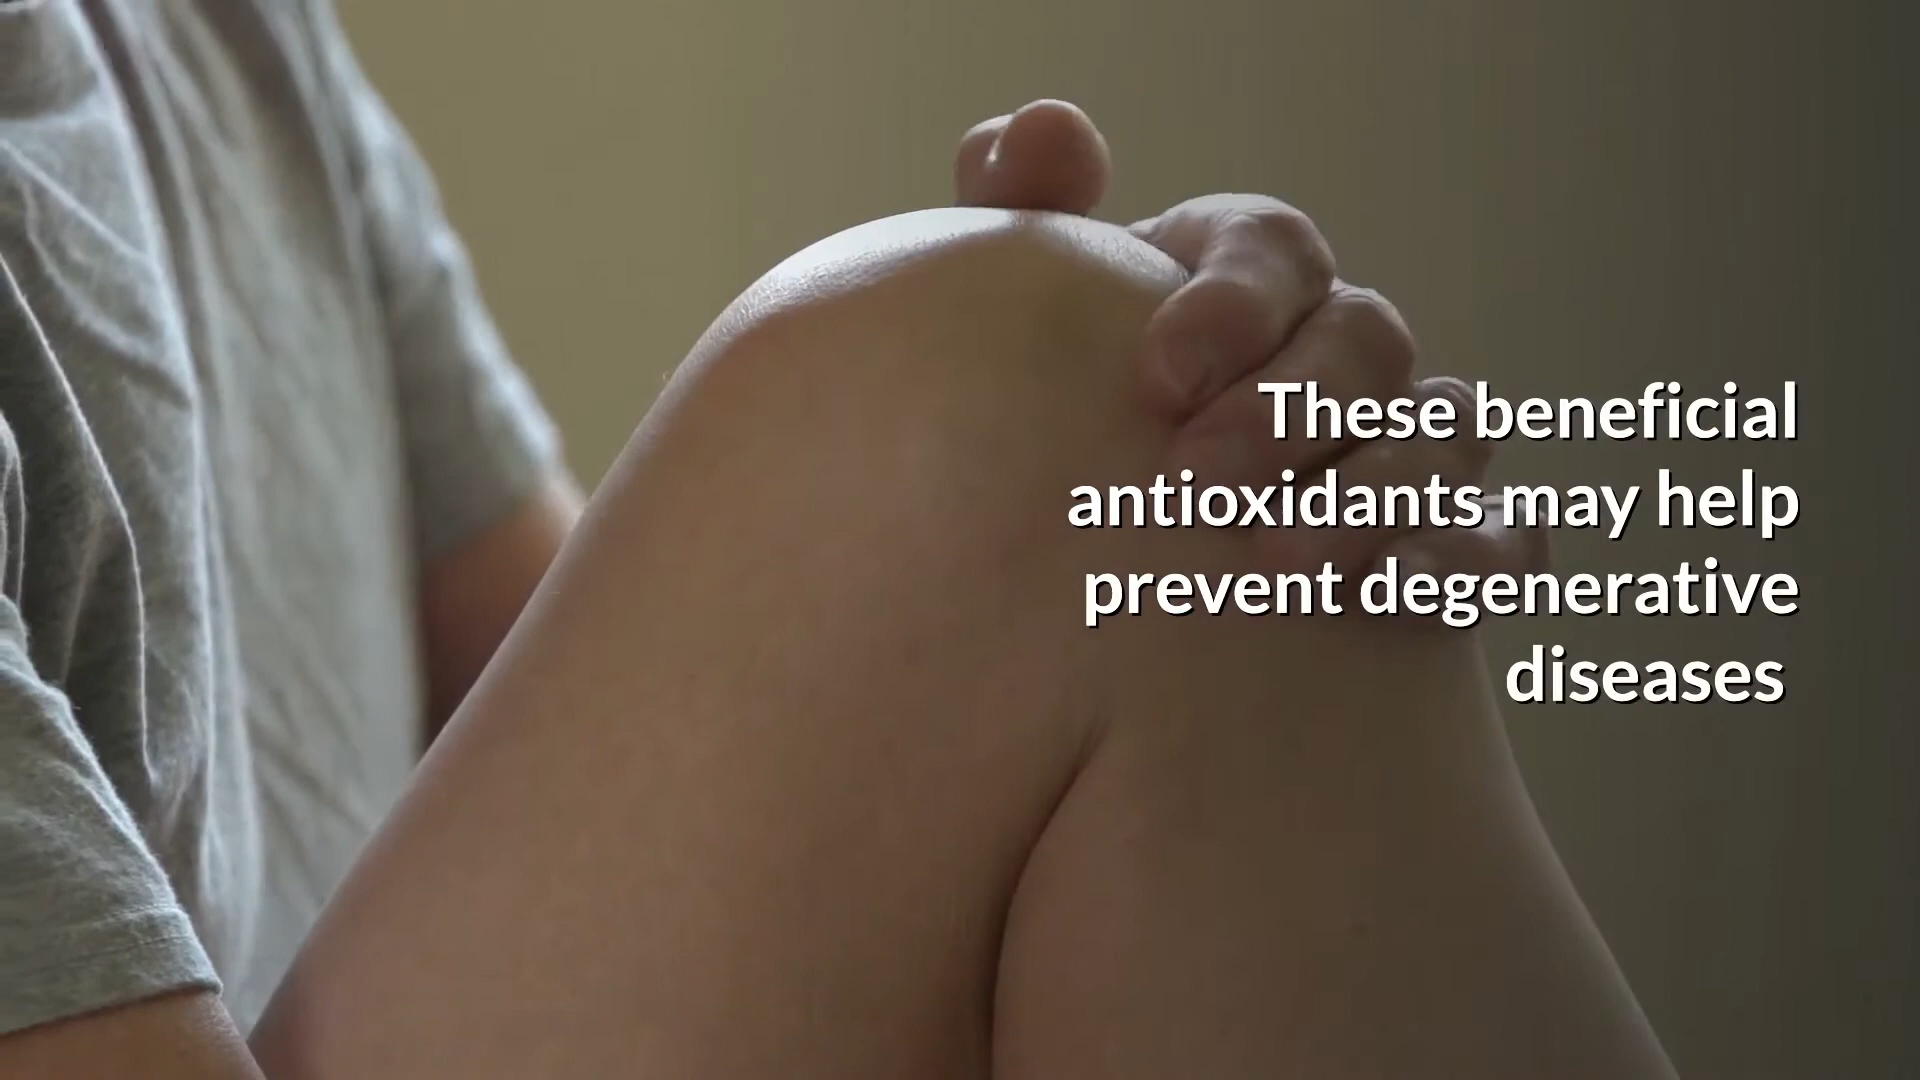 These beneficial
antioxidants may help
prevent degenerative
diseases